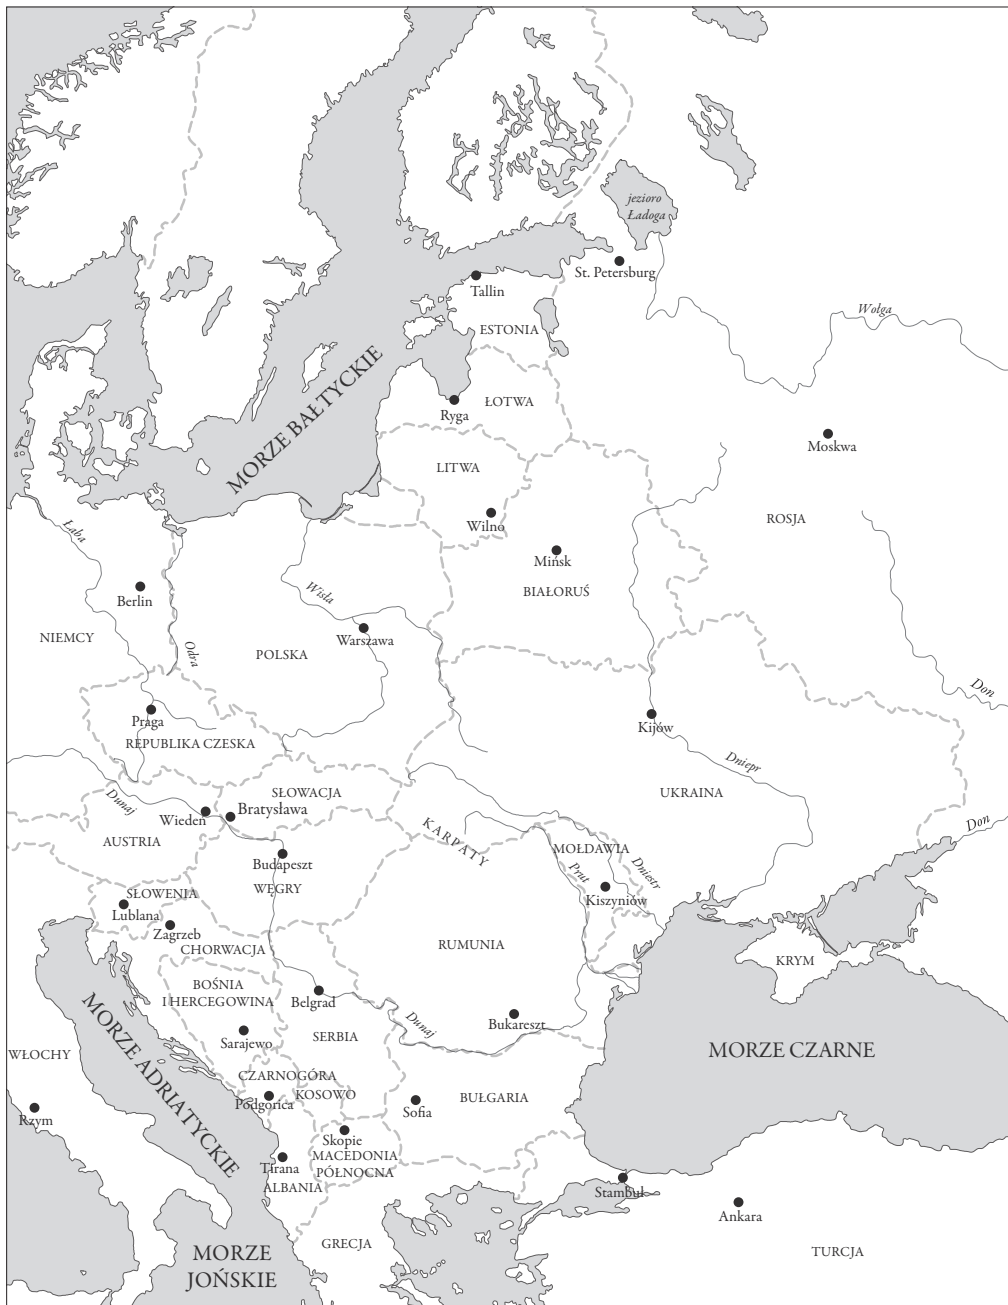 jezioro
Ładoga
St. Petersburg
Tallin
Wołga
ESTONIA
MORZE BAŁTYCKIE
ŁOTWA
Ryga
Moskwa
LITWA
Wilno
ROSJA
Łaba
Mińsk
BIAŁORUŚ
Berlin
Wisła
NIEMCY
Warszawa
Odra
POLSKA
Don
Praga
Kijów
REPUBLIKA CZESKA
Dniepr
SŁOWACJA
UKRAINA
Dunaj
Bratysława
Wiedeń
Don
AUSTRIA
KARPATY
MOŁDAWIA
Budapeszt
Prut
Dniestr
WĘGRY
SŁOWENIA
Kiszyniów
Lublana
Zagrzeb
CHORWACJA
RUMUNIA
KRYM
BOŚNIA
I HERCEGOWINA
Belgrad
Dunaj
Bukareszt
Sarajewo
SERBIA
WŁOCHY
MORZE ADRIATYCKIE
MORZE CZARNE
CZARNOGÓRA
KOSOWO
Podgorica
Sofia
BUŁGARIA
Rzym
Skopie
MACEDONIA
PÓŁNOCNA
Tirana
ALBANIA
Stambuł
Ankara
GRECJA
TURCJA
MORZE
JOŃSKIE